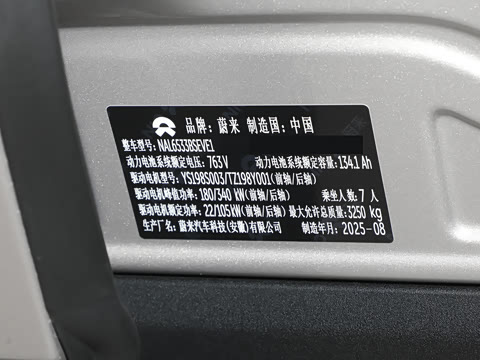 品牌：蔚来 制造国：中国
整车型号：NAL6533BSEVE1
动力电池系统额定电压：763V 动力电池系统额定容量：134.1 Ah
驱动电机型号：YS198S003/TZ198Y001(前轴/后轴)
驱动电机峰值功率：180/340 kW(前轴/后轴) 乘坐人数：7 人
驱动电机额定功率：22/105kW(前轴/后轴) 最大允许总质量：3250 kg
生产厂名：蔚来汽车科技(安徽)有限公司 制造年月：2025-08